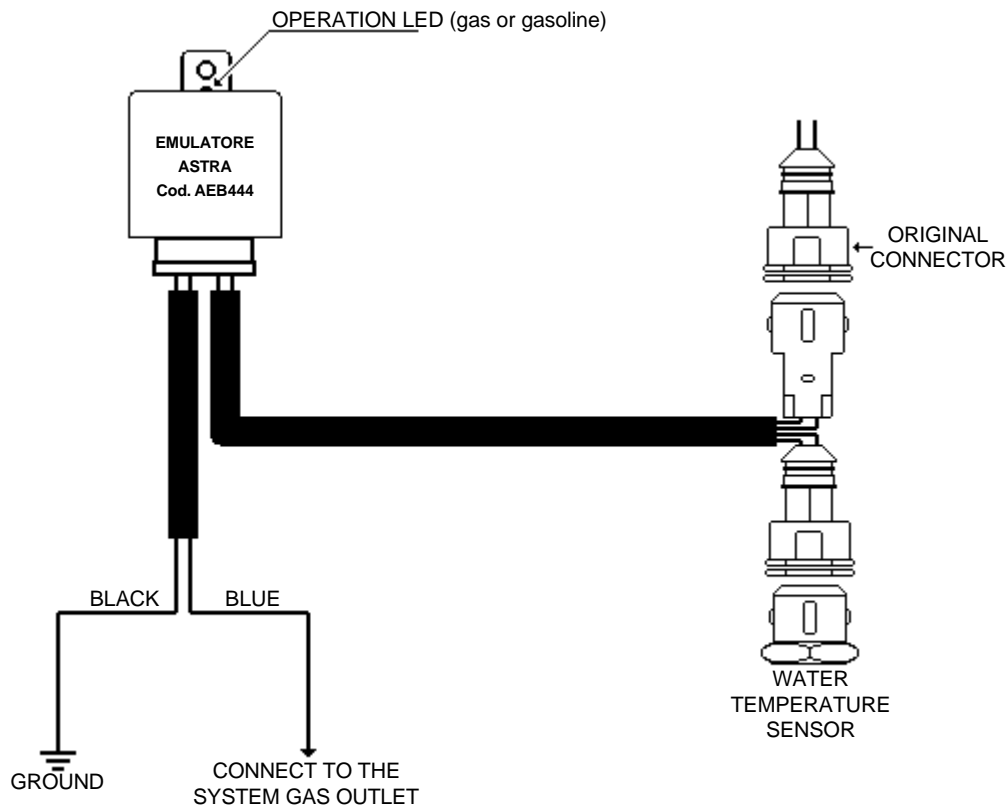 OPERATION LED (gas or gasoline)
EMULATORE
ASTRA
Cod. AEB444
ORIGINAL
CONNECTOR
BLACK
BLUE
WATER
TEMPERATURE
SENSOR
GROUND
CONNECT TO THE
SYSTEM GAS OUTLET